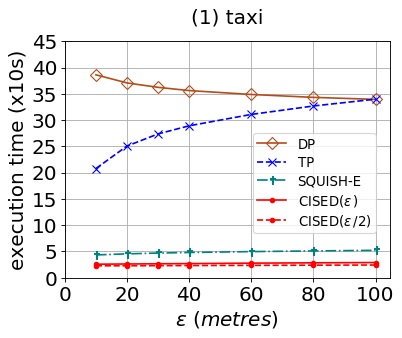 (1) taxi
execution time (x10s)
45
40
35
30
25
20
15
10
5
0
DP
TP
SQUISH-E
CISED(ε)
CISED(ε/2)
0 20 40 60 80 100
ε (metres)